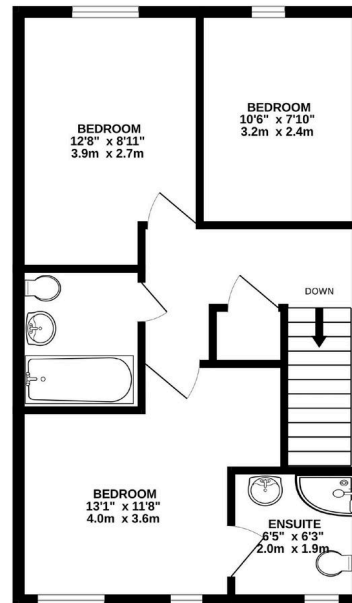 BEDROOM
12'8" x 8'11"
3.9m x 2.7m
BEDROOM
10'6" x 7'10"
3.2m x 2.4m
DOWN
BEDROOM
13'1" x 11'8"
4.0m x 3.6m
ENSUITE
6'5" x 6'3"
2.0m x 1.9m